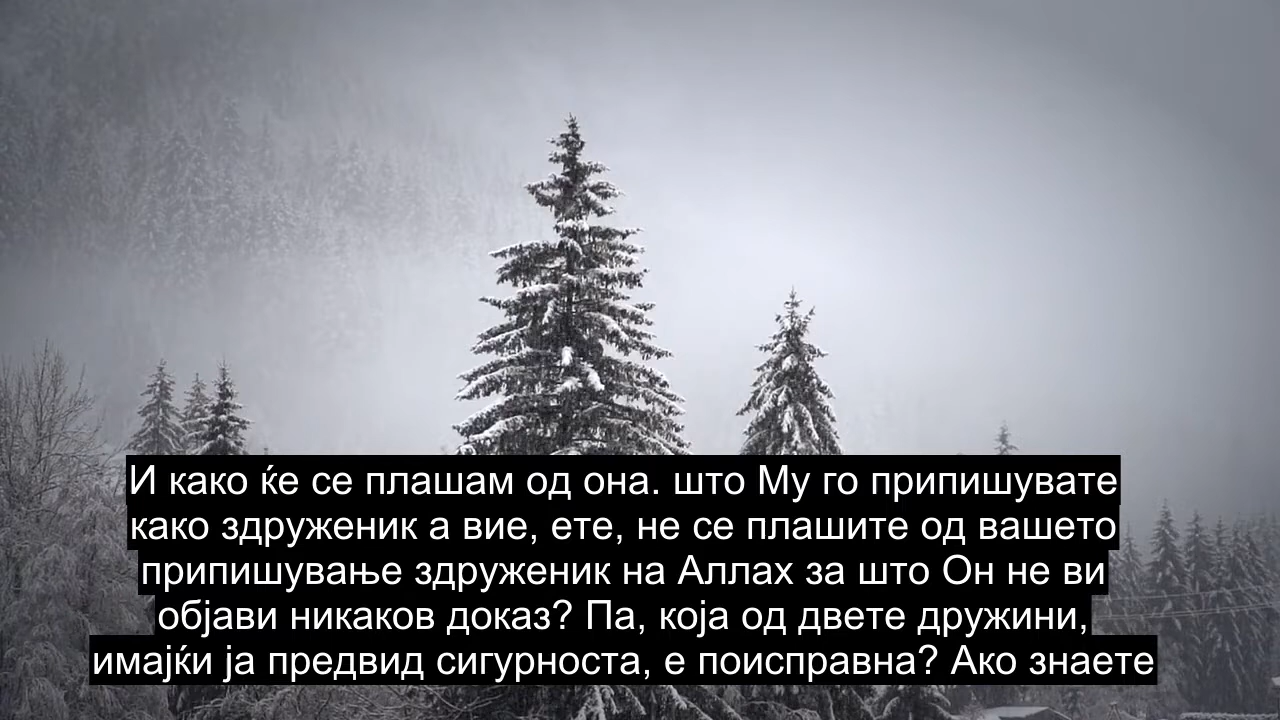 И како ќе се плашам од она. што Му го припишувате
како здруженик а вие, ете, не се плашите од вашето
припишување здруженик на Аллах за што Он не ви
објави никаков доказ? Па, која од двете дружини,
имајќи ја предвид сигурноста, е поисправна? Ако знаете